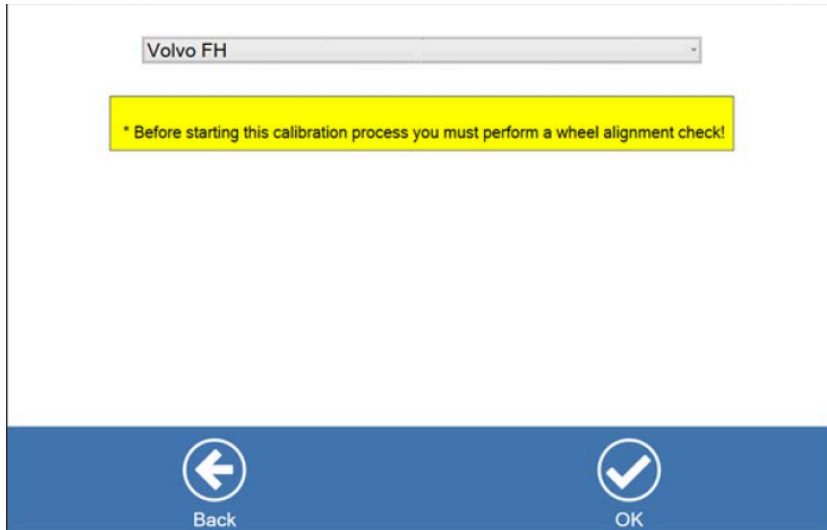 Volvo FH
* Before starting this calibration process you must perform a wheel alignment check!
Back
OK